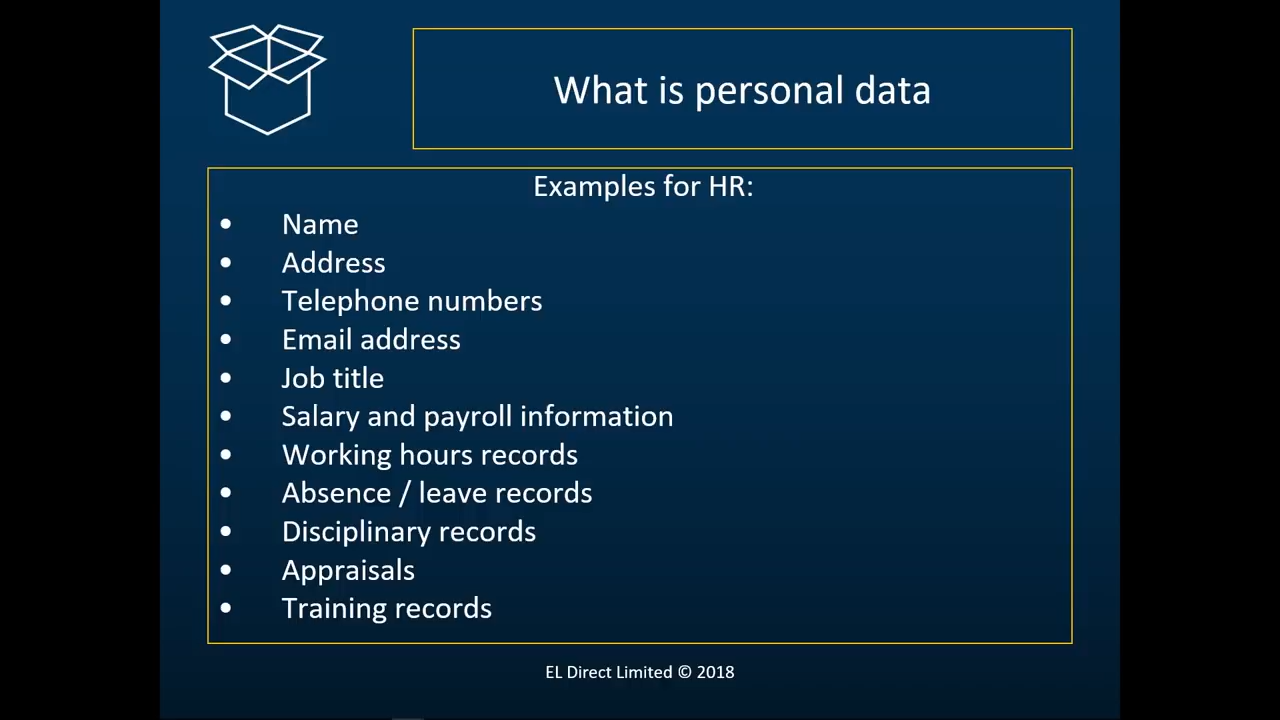 What is personal data
Examples for HR:
• Name
• Address
• Telephone numbers
• Email address
• Job title
• Salary and payroll information
• Working hours records
• Absence / leave records
• Disciplinary records
• Appraisals
• Training records
EL Direct Limited © 2018